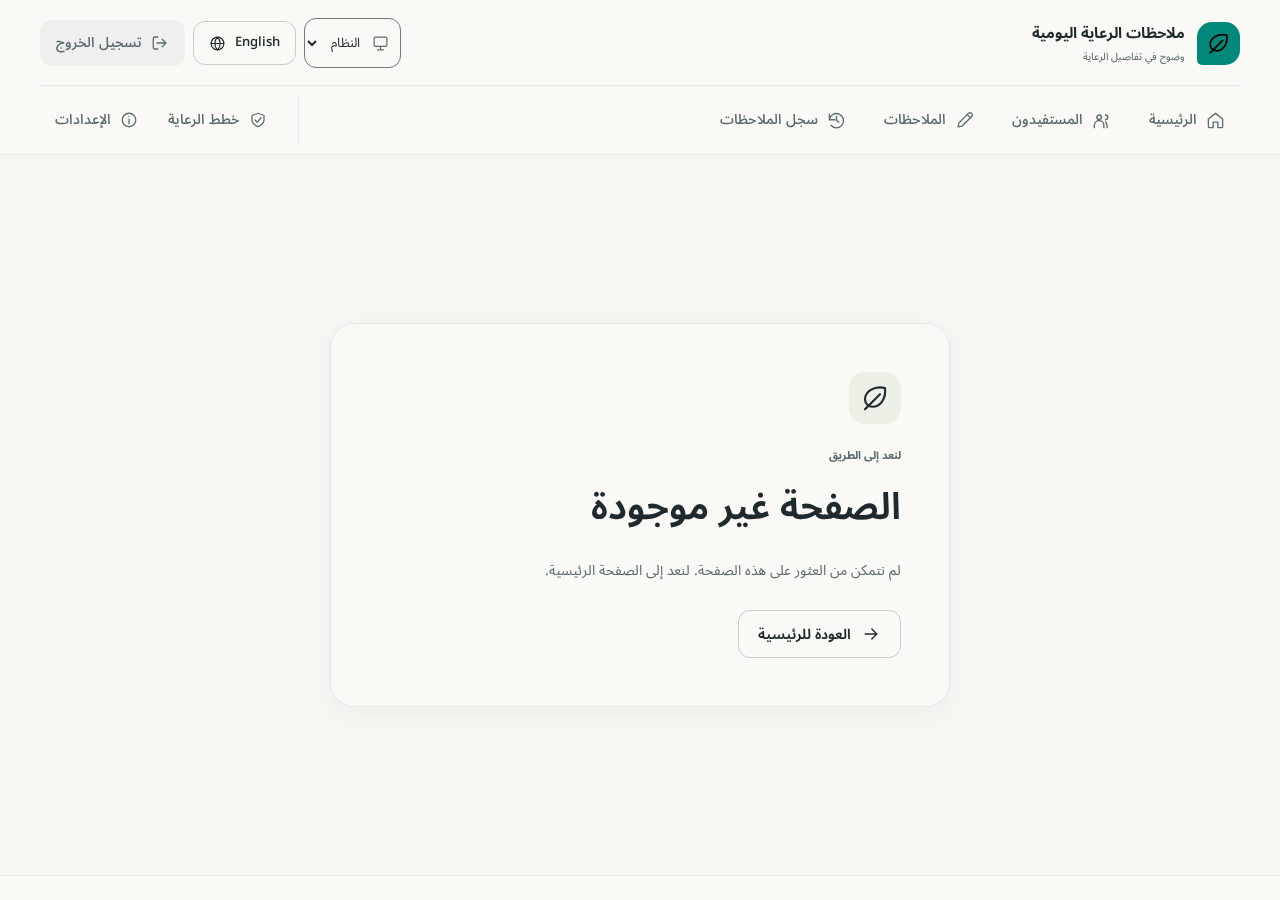 ملاحظات الرعاية اليومية
وضوح في تفاصيل الرعاية
النظام
English
تسجيل الخروج
الرئيسية
المستفيدون
الملاحظات
سجل الملاحظات
خطط الرعاية
الإعدادات
لنعد إلى الطريق
الصفحة غير موجودة
لم نتمكن من العثور على هذه الصفحة. لنعد إلى الصفحة الرئيسية.
العودة للرئيسية